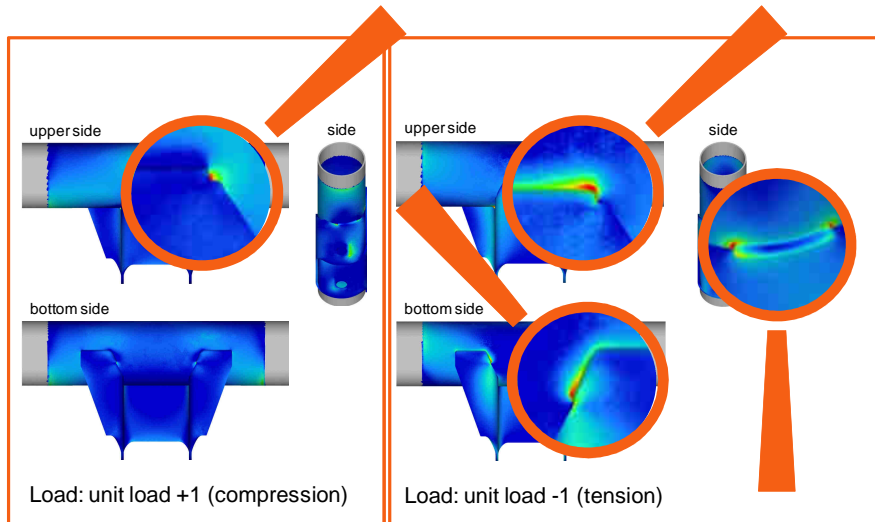 upper side
side
bottom side
Load: unit load +1 (compression)
upper side
side
bottom side
Load: unit load -1 (tension)